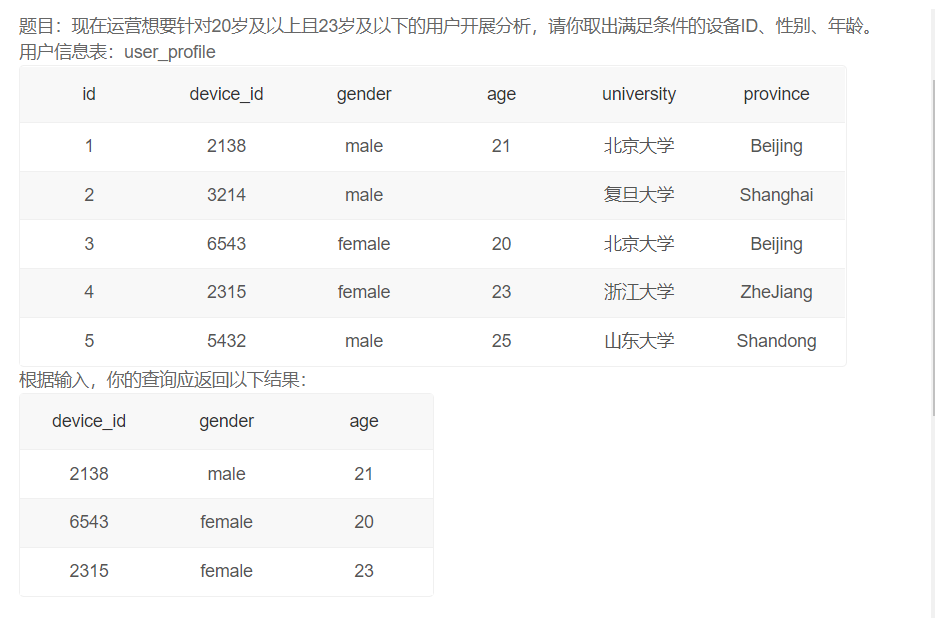 题目：现在运营想要针对20岁及以上且23岁及以下的用户开展分析，请你取出满足条件的设备ID、性别、年龄。
用户信息表：user_profile
id device_id gender age university province
1 2138 male 21 北京大学 Beijing
2 3214 male 复旦大学 Shanghai
3 6543 female 20 北京大学 Beijing
4 2315 female 23 浙江大学 ZheJiang
5 5432 male 25 山东大学 Shandong
根据输入，你的查询应返回以下结果：
device_id gender age
2138 male 21
6543 female 20
2315 female 23